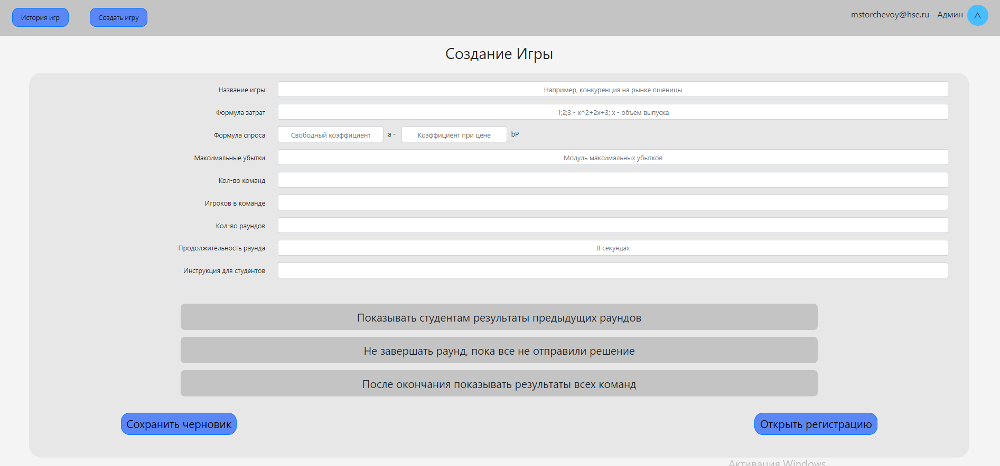 История игр
Создать игру
mstorchevoy@hse.ru - Админ
Создание Игры
Название игры
Например, конкуренция на рынке пшеницы
Формула затрат
1;2;3 - x^2+2x+3; x - объем выпуска
Формула спроса
Свободный коэффициент
a -
Коэффициент при цене
bP
Максимальные убытки
Модуль максимальных убытков
Кол-во команд
Игроков в команде
Кол-во раундов
Продолжительность раунда
В секундах
Инструкция для студентов
Показывать студентам результаты предыдущих раундов
Не завершать раунд, пока все не отправили решение
После окончания показывать результаты всех команд
Сохранить черновик
Открыть регистрацию
Активация Windows